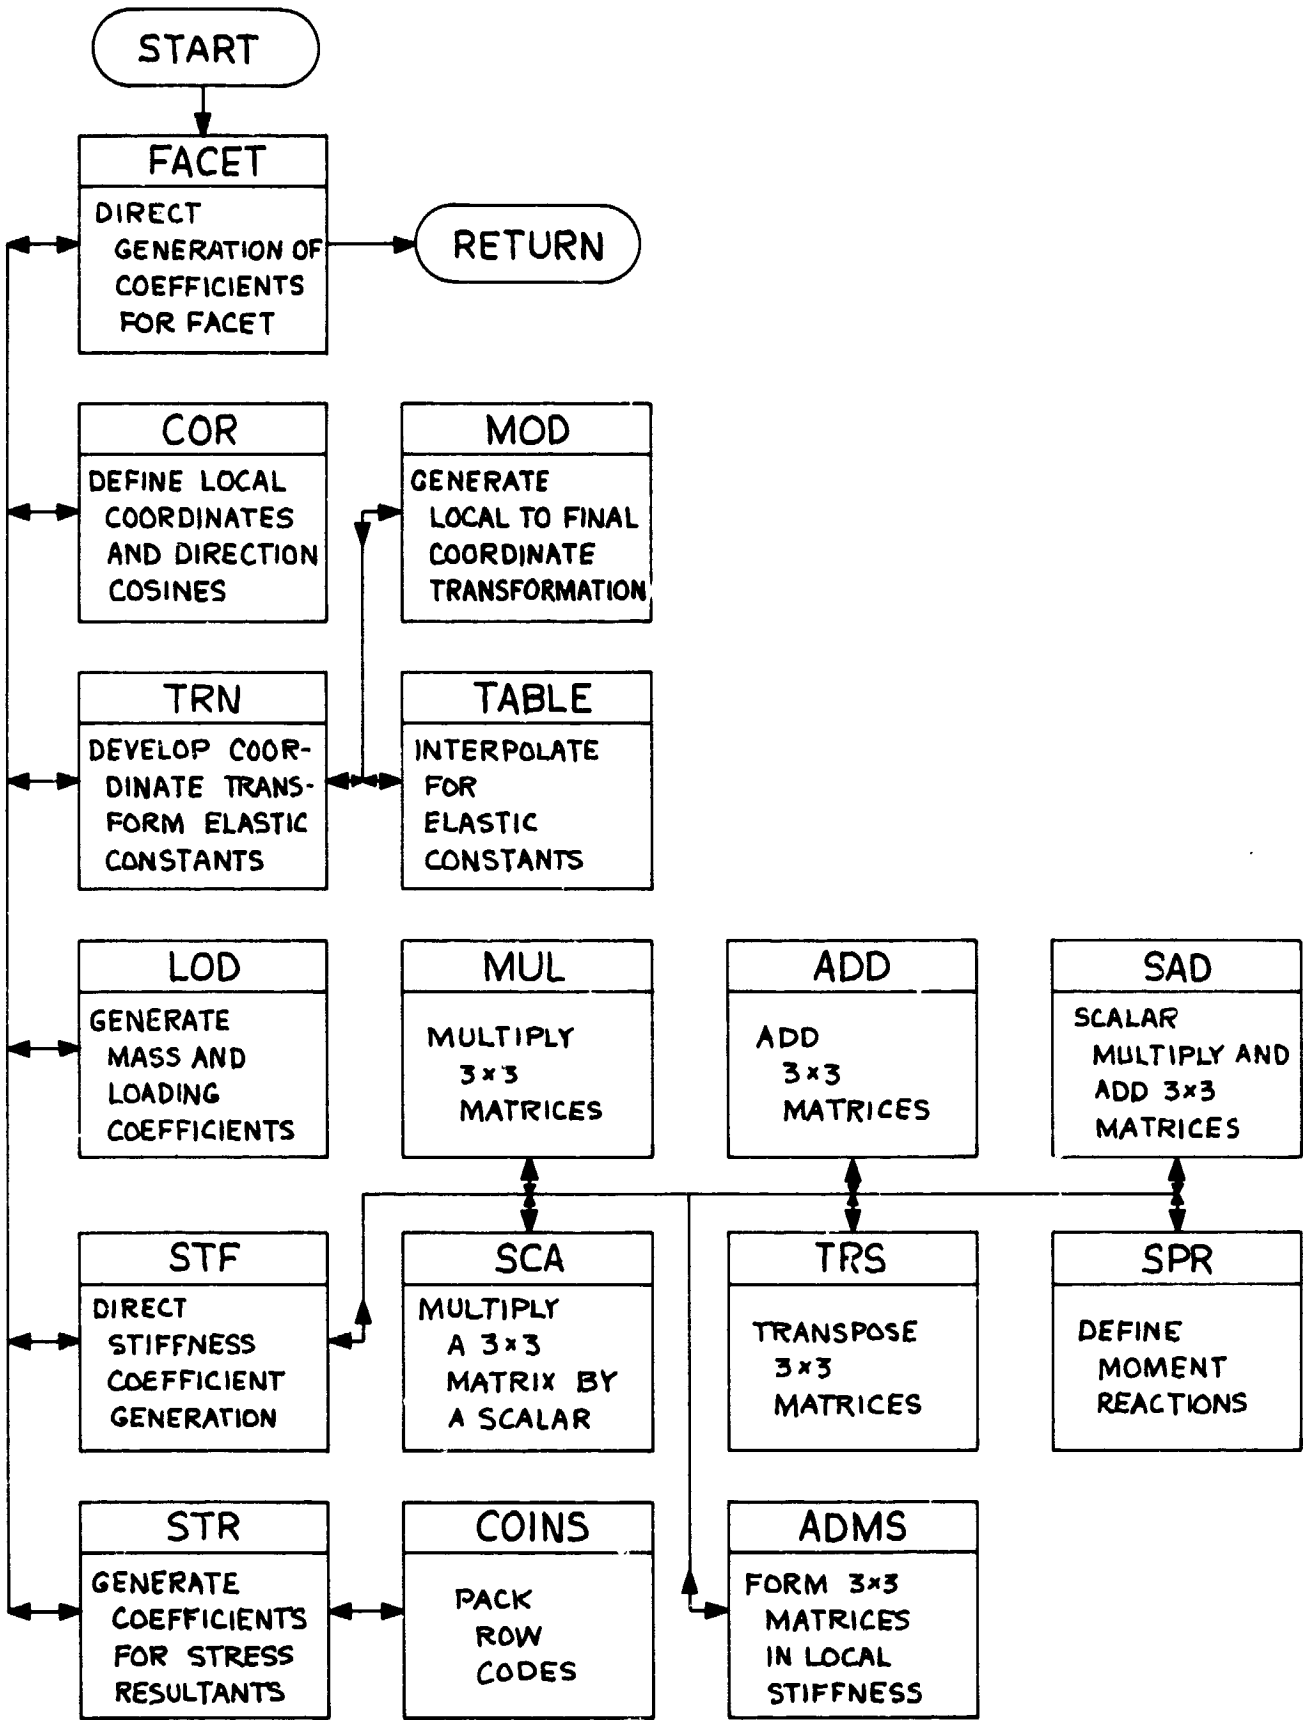 START
FACET
DIRECT
GENERATION OF
COEFFICIENTS
FOR FACET
RETURN
COR
DEFINE LOCAL
COORDINATES
AND DIRECTION
COSINES
MOD
GENERATE
LOCAL TO FINAL
COORDINATE
TRANSFORMATION
TRN
DEVELOP COOR-
DINATE TRANS-
FORM ELASTIC
CONSTANTS
TABLE
INTERPOLATE
FOR
ELASTIC
CONSTANTS
LOD
GENERATE
MASS AND
LOADING
COEFFICIENTS
MUL
MULTIPLY
3×3
MATRICES
ADD
ADD
3×3
MATRICES
SAD
SCALAR
MULTIPLY AND
ADD 3×3
MATRICES
STF
DIRECT
STIFFNESS
COEFFICIENT
GENERATION
SCA
MULTIPLY
A 3×3
MATRIX BY
A SCALAR
TRS
TRANSPOSE
3×3
MATRICES
SPR
DEFINE
MOMENT
REACTIONS
STR
GENERATE
COEFFICIENTS
FOR STRESS
RESULTANTS
COINS
PACK
ROW
CODES
ADMS
FORM 3×3
MATRICES
IN LOCAL
STIFFNESS